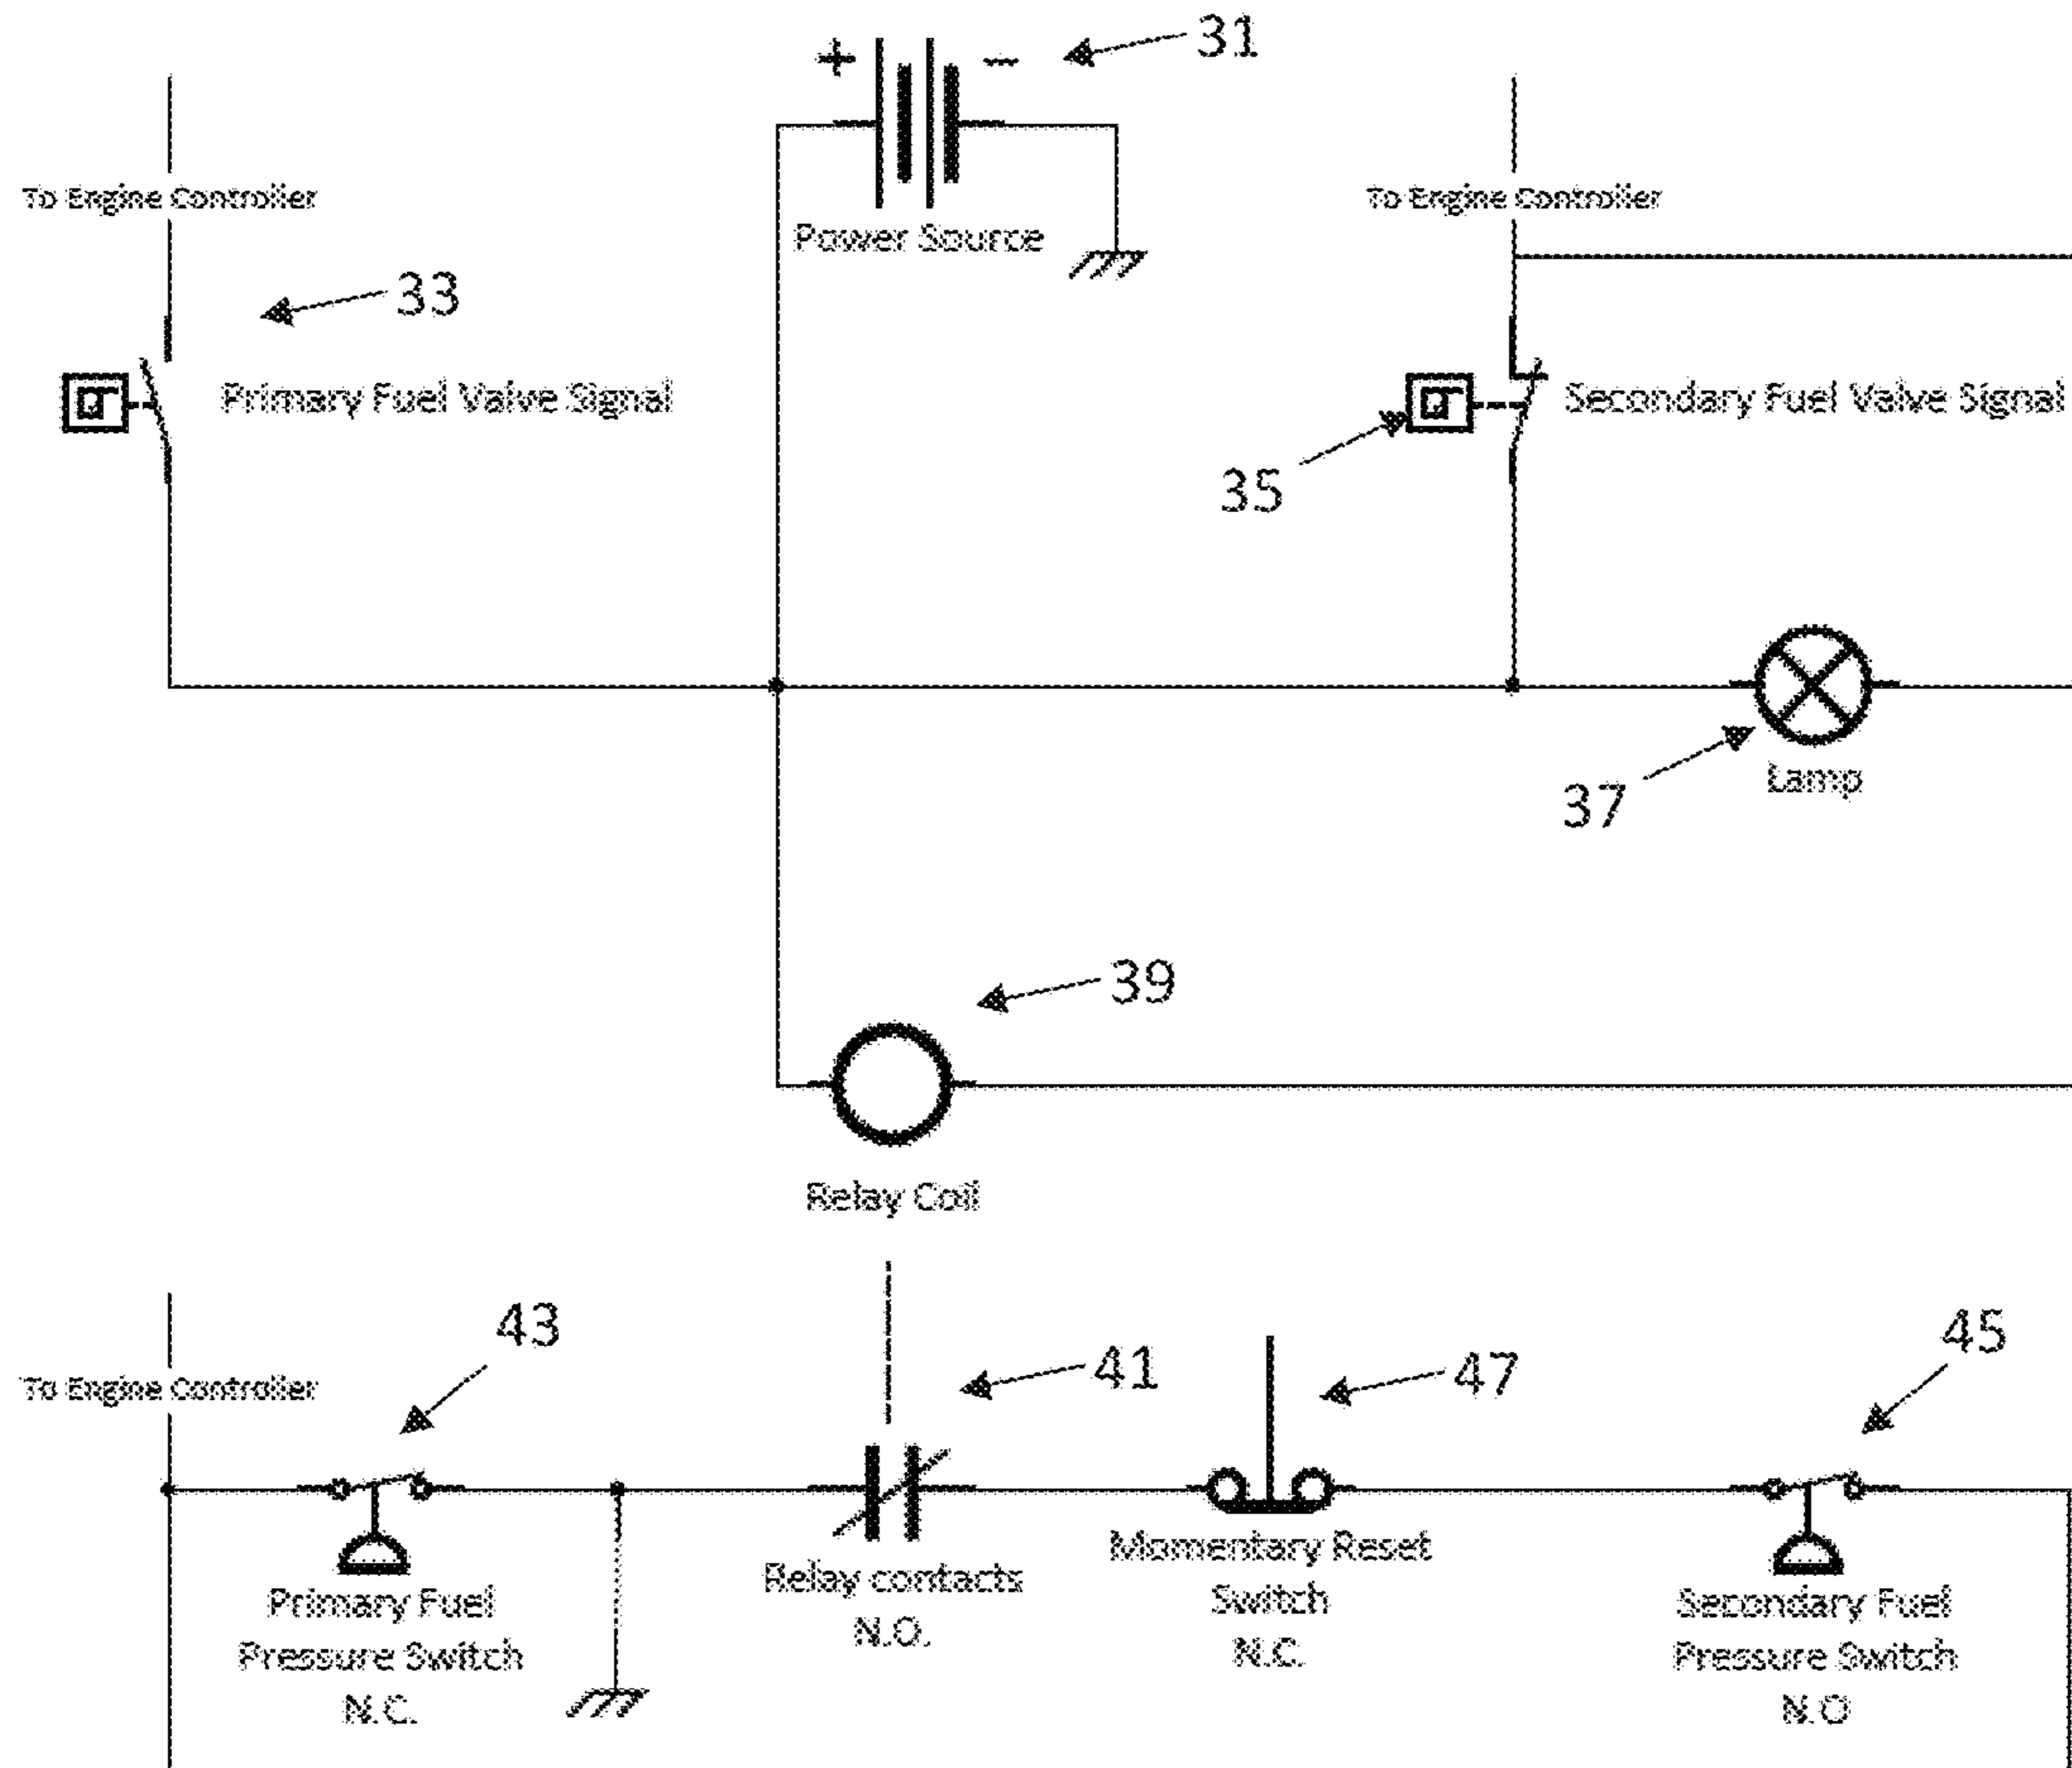 +
−
31
To Engine Controller
To Engine Controller
Power Source
33
Primary Fuel Valve Signal
Secondary Fuel Valve Signal
35
37
Lamp
39
Relay Coil
43
41
47
45
To Engine Controller
Primary Fuel
Pressure Switch
N.C.
Relay contacts
N.O.
Momentary Reset
Switch
N.C.
Secondary Fuel
Pressure Switch
N.O